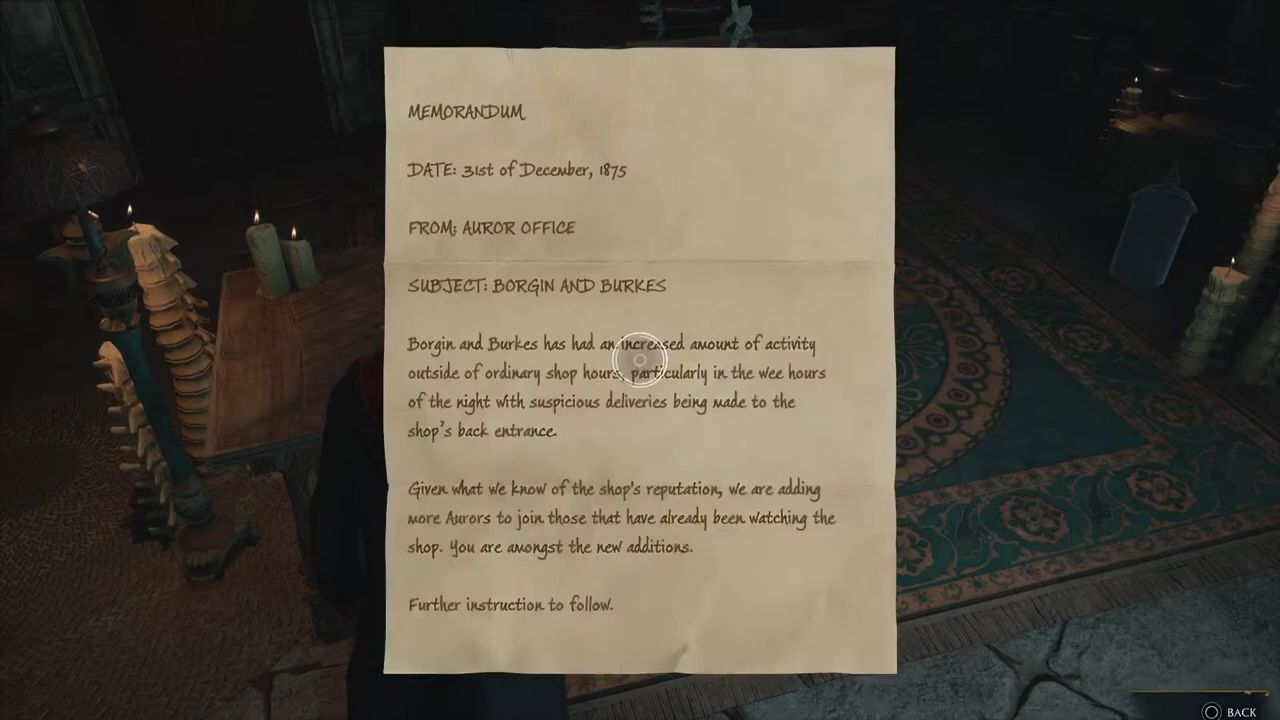 MEMORANDUM
DATE: 31st of December, 1875
FROM: AUROR OFFICE
SUBJECT: BORGIN AND BURKES
Borgin and Burkes has had an increased amount of activity
outside of ordinary shop hours, particularly in the wee hours
of the night with suspicious deliveries being made to the
shop's back entrance.
Given what we know of the shop's reputation, we are adding
more Aurors to join those that have already been watching the
shop. You are amongst the new additions.
Further instruction to follow.
BACK